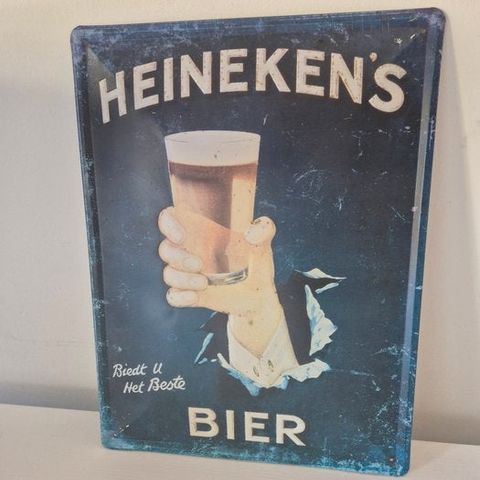 HEINEKEN'S
Biedt U
Het Beste
BIER